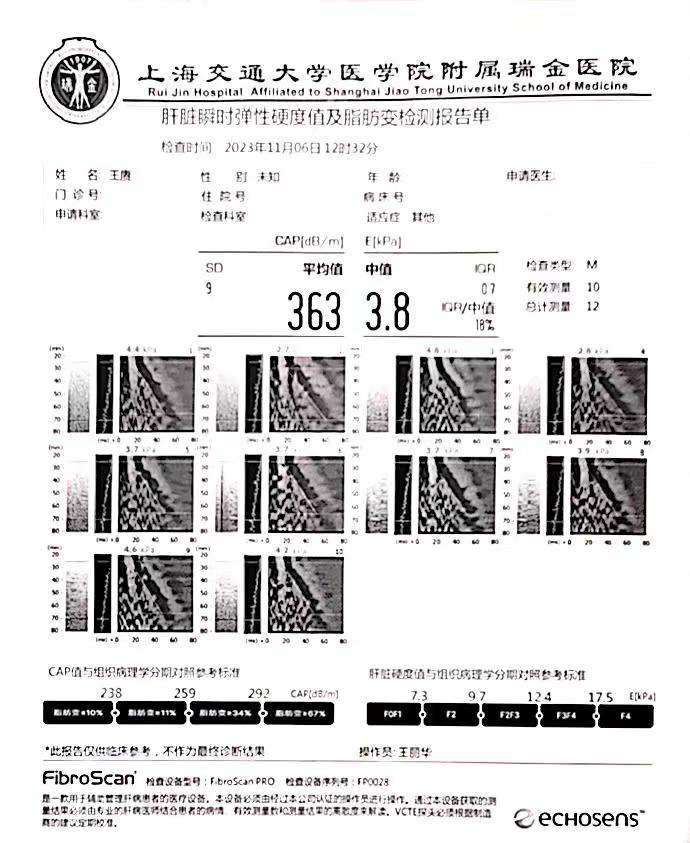 上海交通大学医学院附属瑞金医院
Rui Jin Hospital Affiliated to Shanghai Jiao Tong University School of Medicine
肝脏瞬时弹性硬度值及脂肪变检测报告单
检查时间 2023年11月06日 12时32分
姓 名 王赓 性 别 未知 年 龄 申请医生:
门 诊 号: 住 院 号 病 床 号
申请科室: 检查科室 适应症 其他
CAP[dB/m] E[kPa]
SD 平均值 中值 IQR 检查类型 M
9 363 3.8 0.7 有效测量 10
IQR/中值 总计测量 12
18%
4.4 kPa 1 2.7 2 4.8 kPa 3 2.8 kPa 4
3.7 kPa 5 3.7 6 3.7 kPa 7 3.9 kPa 8
4.6 kPa 9 4.2 kPa 10
CAP值与组织病理学分期对照参考标准 肝脏硬度值与组织病理学分期对照参考标准
238 259 292 CAP[dB/m] 7.3 9.7 12.4 17.5 E[kPa]
脂肪变≤10% 脂肪变≥11% 脂肪变≥34% 脂肪变≥67% F0F1 F2 F2F3 F3F4 F4
*此报告仅供临床参考，不作为最终诊断结果 操作员: 王丽华
FibroScan 检查设备型号：FibroScan PRO 检查设备序列号：FP0028
是一款用于辅助管理肝病患者的医疗设备。本设备必须由经过本公司认证的操作员进行操作。通过本设备获取的测
量结果必须由专业的肝病医师结合患者的病情、有效测量数和测量结果的离散度来解读。VCTE探头必须根据制造
商的建议定期校准。
echosens™